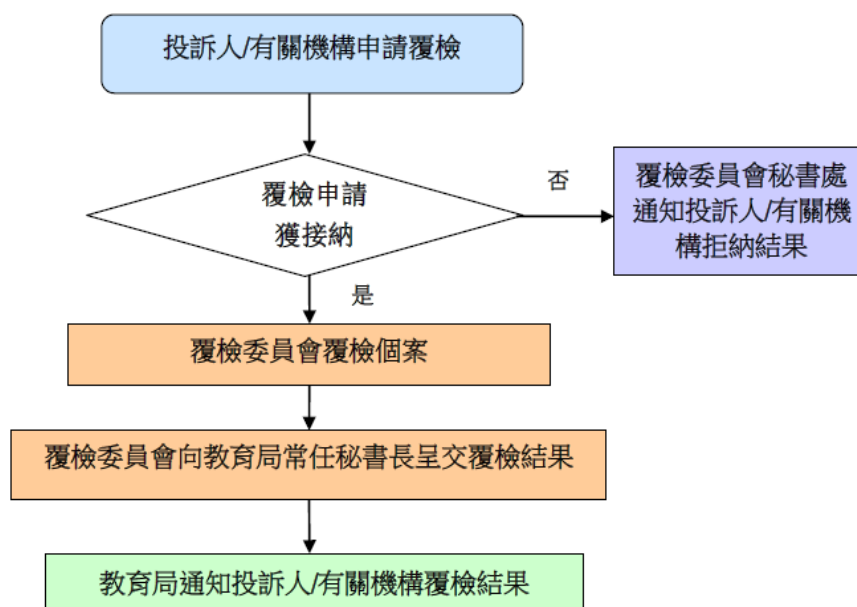 投訴人/有關機構申請覆檢
覆檢申請
獲接納
否
覆檢委員會秘書處
通知投訴人/有關機
構拒納結果
是
覆檢委員會覆檢個案
覆檢委員會向教育局常任秘書長呈交覆檢結果
教育局通知投訴人/有關機構覆檢結果